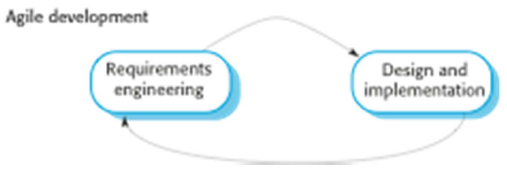 Agile development
Requirements
engineering
Design and
implementation